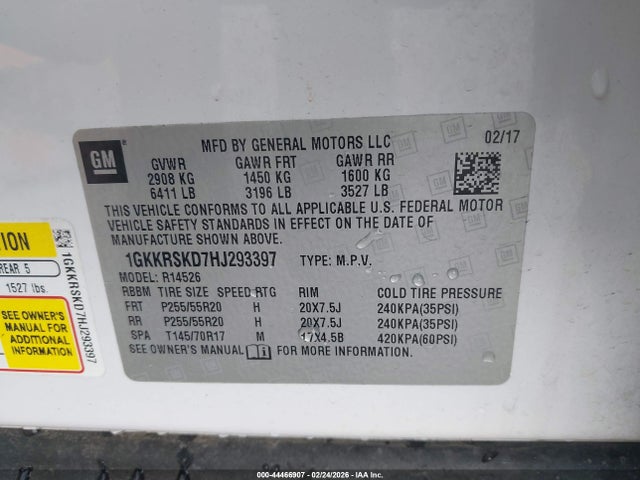 GM
MFD BY GENERAL MOTORS LLC 02/17
GVWR GAWR FRT GAWR RR
2908 KG 1450 KG 1600 KG
6411 LB 3196 LB 3527 LB
THIS VEHICLE CONFORMS TO ALL APPLICABLE U.S. FEDERAL MOTOR
VEHICLE SAFETY STANDARDS IN EFFECT ON THE DATE OF
MANUFACTURE SHOWN ABOVE.
1GKKRSKD7HJ293397 TYPE: M.P.V.
MODEL: R14526
RBBM TIRE SIZE SPEED RTG RIM COLD TIRE PRESSURE
FRT P255/55R20 H 20X7.5J 240KPA(35PSI)
RR P255/55R20 H 20X7.5J 240KPA(35PSI)
SPA T145/70R17 M 17X4.5B 420KPA(60PSI)
SEE OWNER'S MANUAL FOR MORE INFORMATION.
TION
REAR 5
1527 lbs.
SEE OWNER'S
MANUAL FOR
ADDITIONAL
INFORMATION
1GKKRSKD7HJ293397
© IAA - 44466907 - 02/24/2026 - IAAI.COM